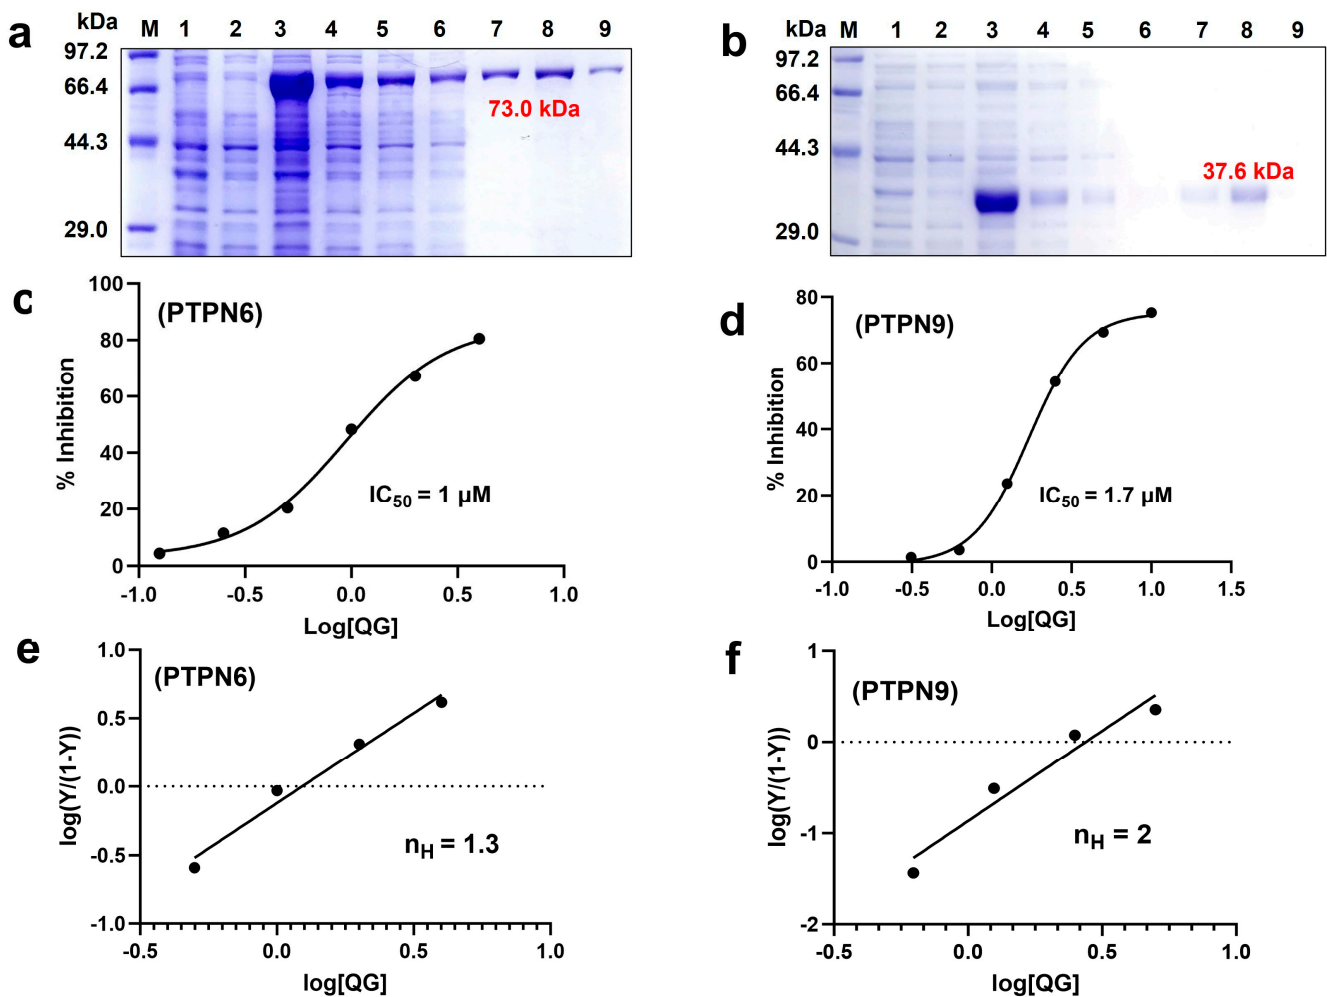 a
kDa M 1 2 3 4 5 6 7 8 9
97.2
66.4
73.0 kDa
44.3
29.0
b
kDa M 1 2 3 4 5 6 7 8 9
97.2
66.4
44.3
37.6 kDa
29.0
c
(PTPN6)
% Inhibition
100
80
60
40
20
0
IC50 = 1 µM
-1.0 -0.5 0.0 0.5 1.0
Log[QG]
d
(PTPN9)
% Inhibition
80
60
40
20
0
IC50 = 1.7 µM
-1.0 -0.5 0.0 0.5 1.0 1.5
Log[QG]
e
(PTPN6)
log(Y/(1-Y))
1.0
0.5
0.0
-0.5
-1.0
nH = 1.3
-0.5 0.0 0.5 1.0
log[QG]
f
(PTPN9)
log(Y/(1-Y))
1
0
-1
-2
nH = 2
-0.5 0.0 0.5 1.0
log[QG]